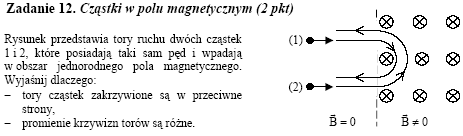 Zadanie 12. Cząstki w polu magnetycznym (2 pkt)
Rysunek przedstawia tory ruchu dwóch cząstek
1 i 2, które posiadają taki sam pęd i wpadają
w obszar jednorodnego pola magnetycznego.
Wyjaśnij dlaczego:
– tory cząstek zakrzywione są w przeciwne
strony,
– promienie krzywizn torów są różne.
(1)
(2)
B⃗ = 0
B⃗ ≠ 0